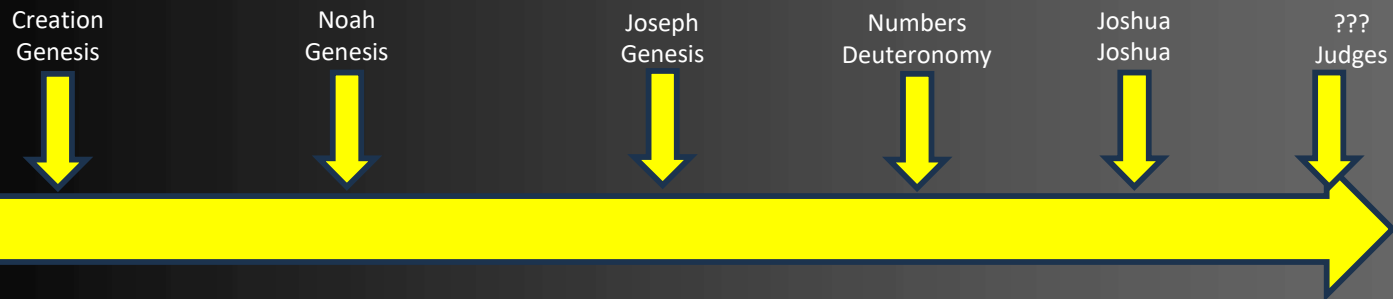 Creation
Genesis
Noah
Genesis
Joseph
Genesis
Numbers
Deuteronomy
Joshua
Joshua
???
Judges